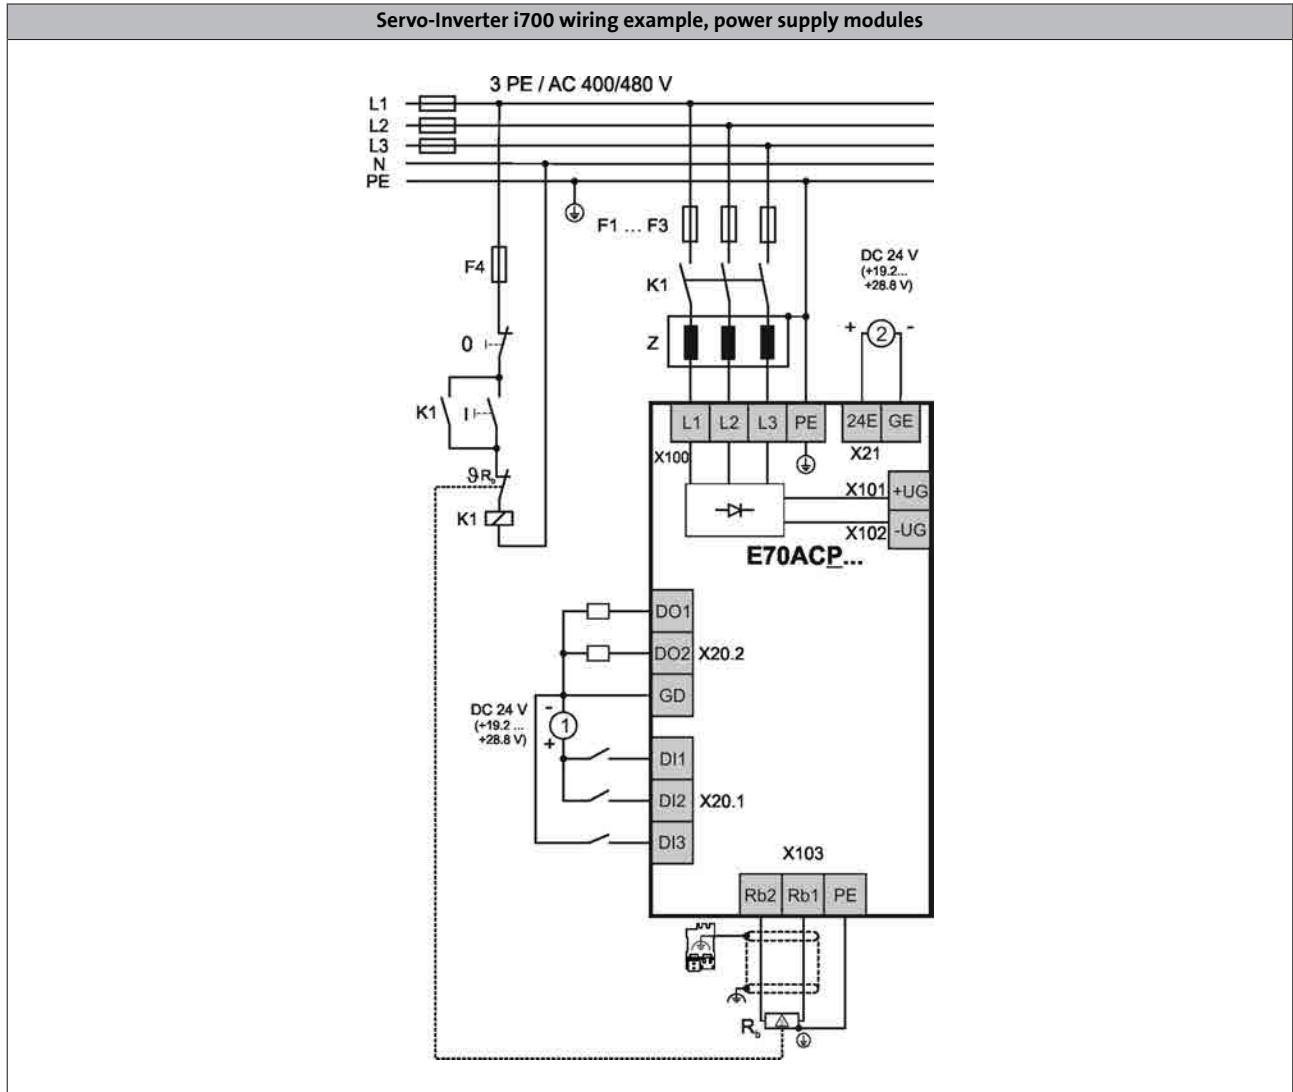 Servo-Inverter i700 wiring example, power supply modules
3 PE / AC 400/480 V
L1
L2
L3
N
PE
F1 ... F3
F4
DC 24 V
(+19.2...
+28.8 V)
K1
+ 2 -
0
Z
K1
I
L1 L2 L3 PE
24E GE
X100
X21
ϑRb
X101 +UG
K1
X102 -UG
E70ACP...
DO1
DO2 X20.2
GD
DC 24 V
(+19.2 ...
+28.8 V)
-
1
+
DI1
DI2 X20.1
DI3
X103
Rb2 Rb1 PE
Rb